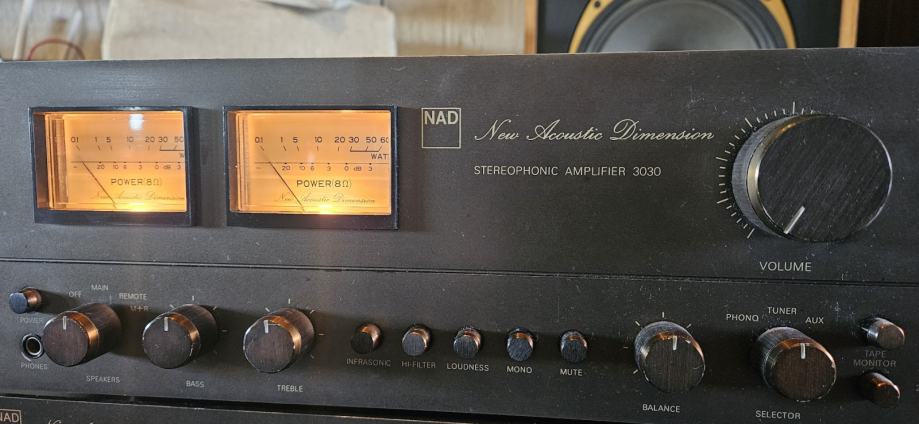 01 1 5 10 20 30 50
20 10 6 3 0 dB 3
POWER(8Ω)
New Acoustic Dimension
01 1 5 10 20 30 50 60
WAT
20 10 6 3 0 dB 3
POWER(8Ω)
New Acoustic Dimension
NAD
New Acoustic Dimension
STEREOPHONIC AMPLIFIER 3030
VOLUME
POWER
PHONES
OFF MAIN REMOTE M+R
SPEAKERS
BASS
TREBLE
INFRASONIC
HI-FILTER
LOUDNESS
MONO
MUTE
BALANCE
PHONO TUNER AUX
SELECTOR
TAPE
MONITOR
NAD